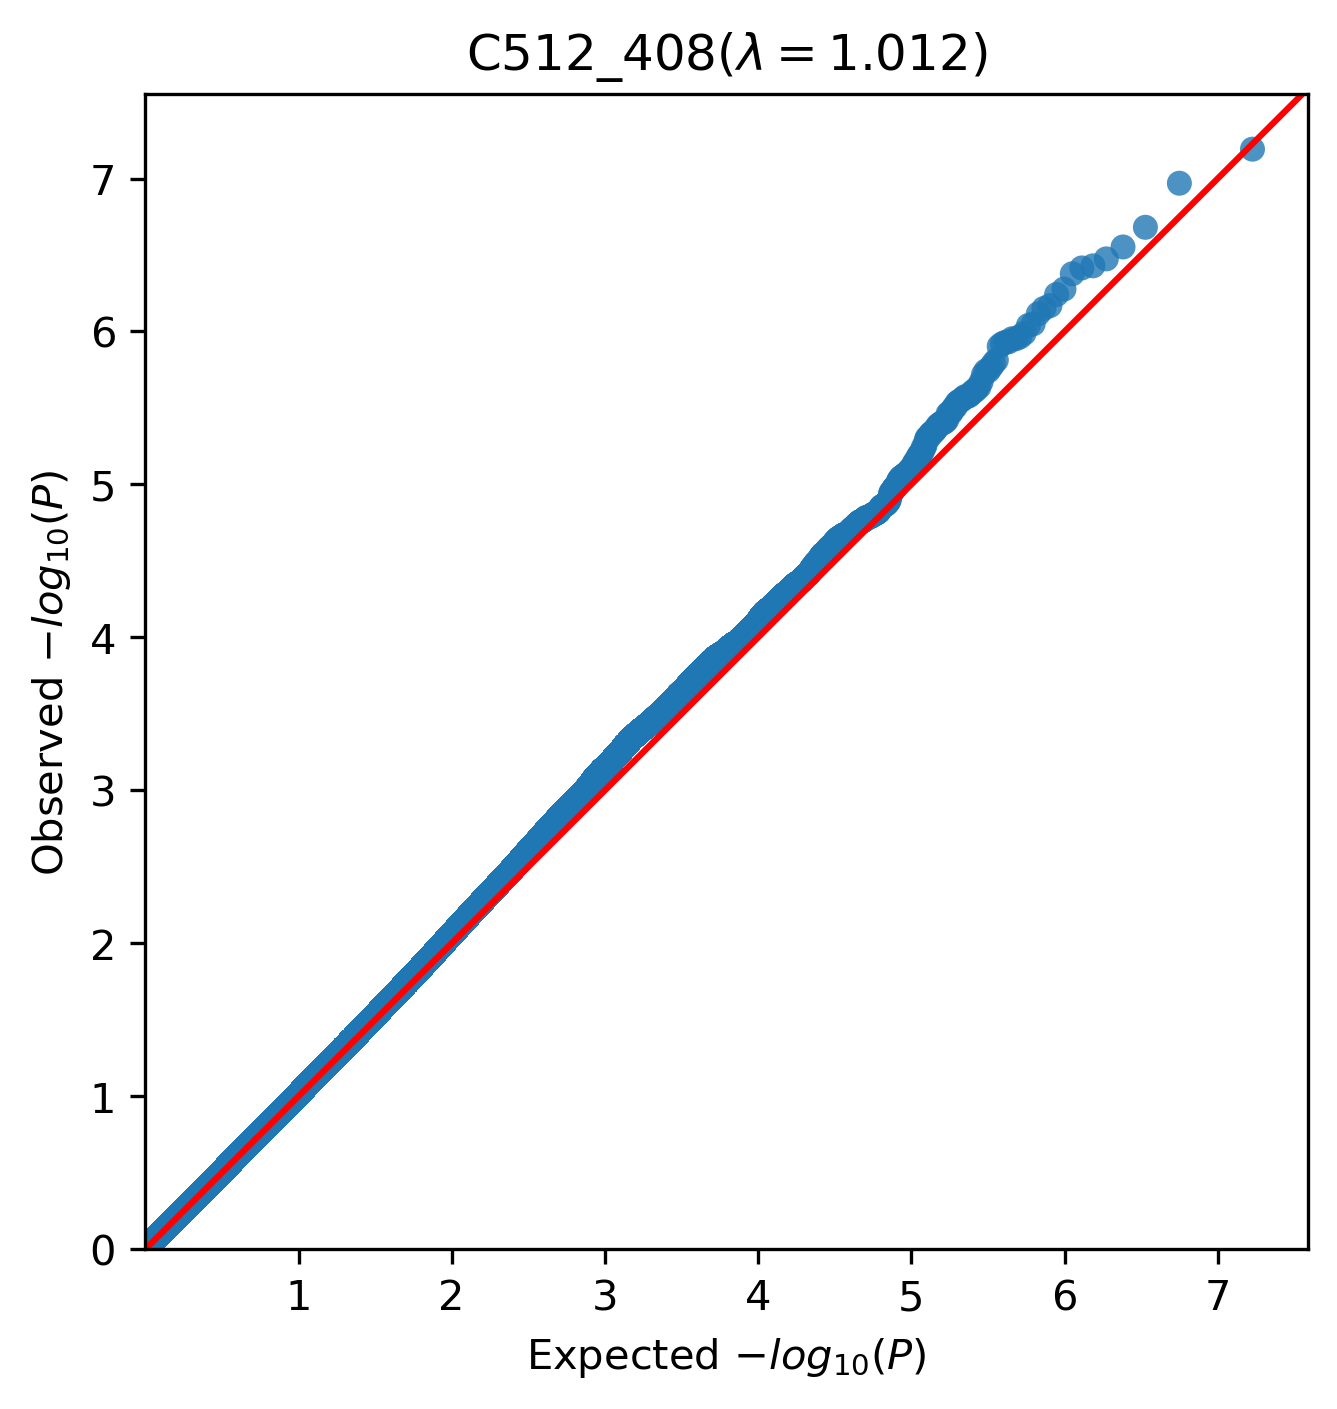 C512_408(λ = 1.012)
Observed −log₁₀(P)
7
6
5
4
3
2
1
0
1 2 3 4 5 6 7
Expected −log₁₀(P)